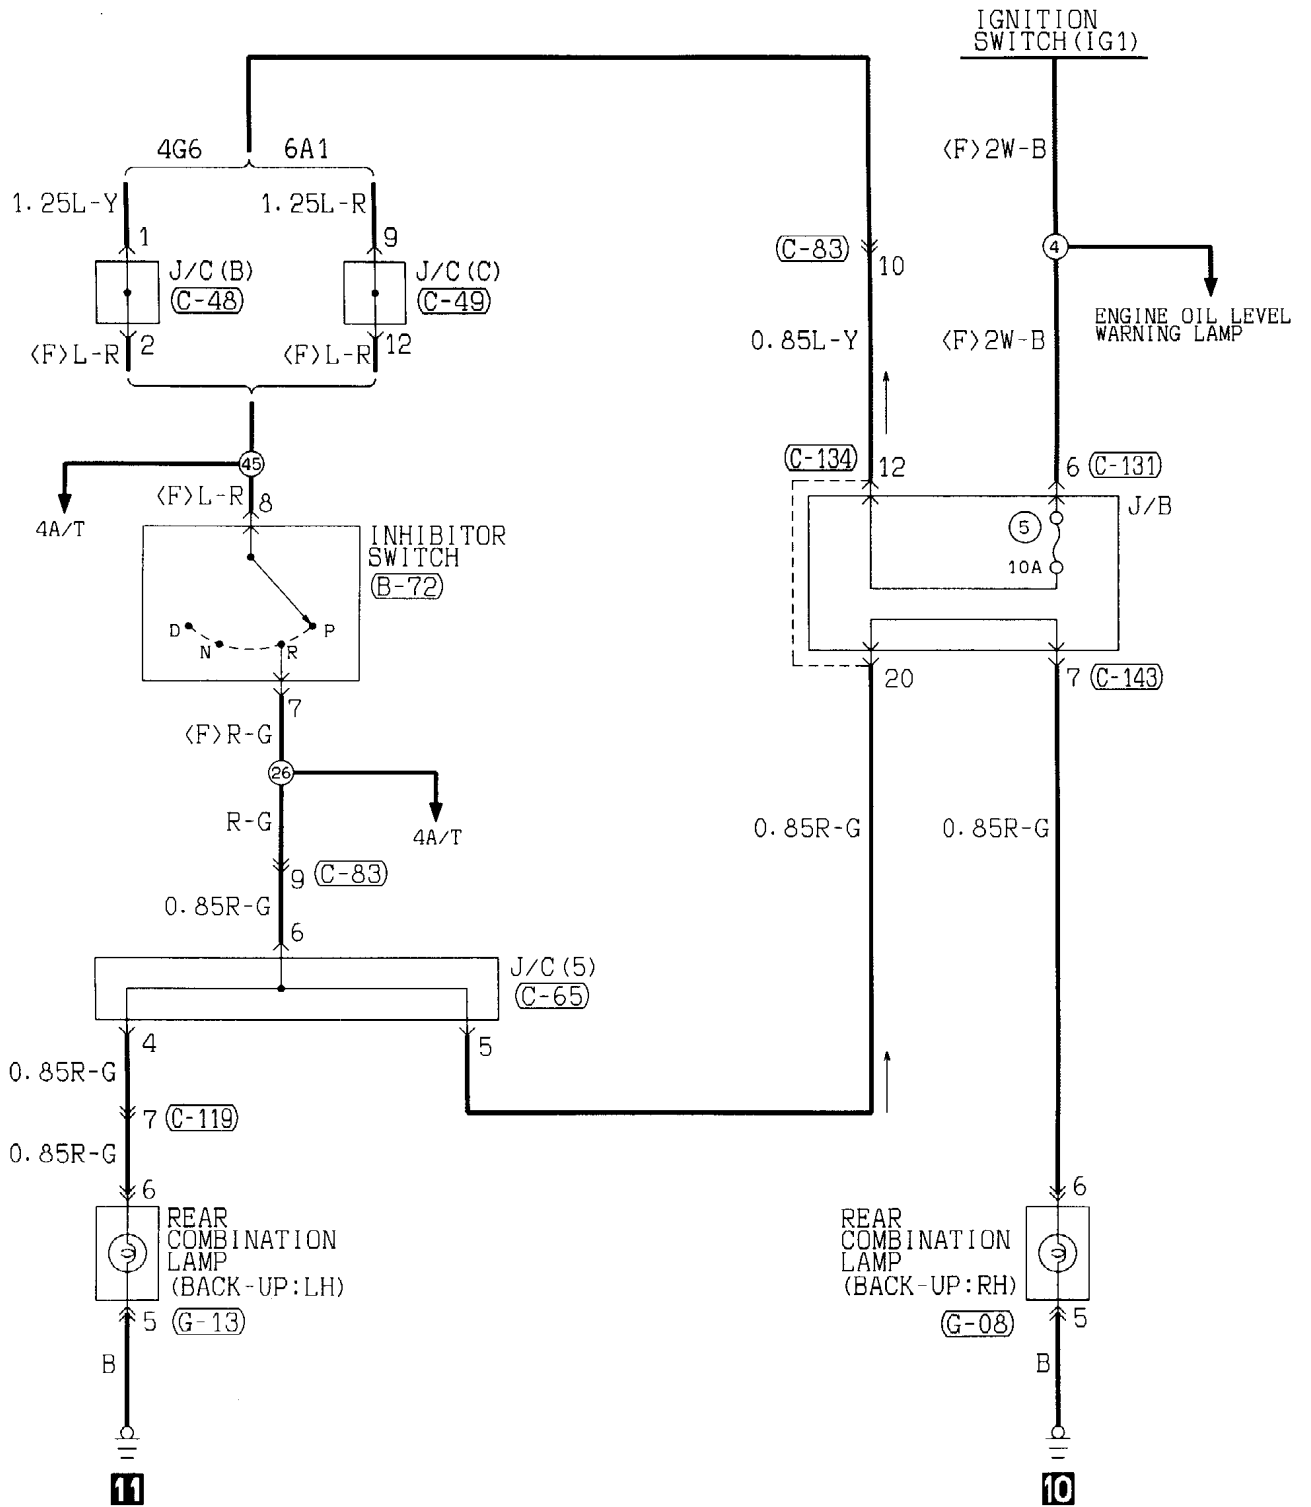 IGNITION
SWITCH(IG1)
4G6
6A1
<F>2W-B
1.25L-Y
1.25L-R
1
9
J/C(B)
C-48
J/C(C)
C-49
C-83
10
4
ENGINE OIL LEVEL
WARNING LAMP
<F>L-R
2
<F>L-R
12
0.85L-Y
<F>2W-B
45
C-134
12
6
C-131
<F>L-R
8
4A/T
J/B
INHIBITOR
SWITCH
B-72
5
10A
D
N
R
P
20
7
C-143
7
<F>R-G
26
R-G
4A/T
0.85R-G
0.85R-G
9
C-83
0.85R-G
6
J/C(5)
C-65
4
5
0.85R-G
7
C-119
0.85R-G
6
6
REAR
COMBINATION
LAMP
(BACK-UP:LH)
REAR
COMBINATION
LAMP
(BACK-UP:RH)
5
G-13
G-08
5
B
B
11
10